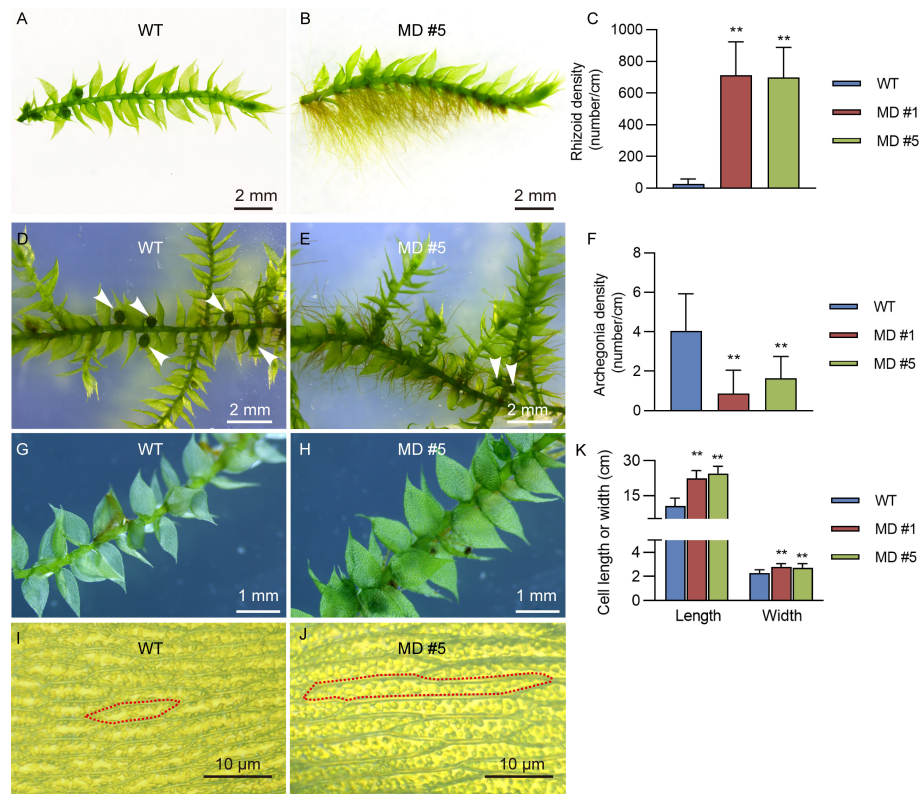 A
WT
2 mm
B
MD #5
2 mm
C
Rhizoid density
(number/cm)
1000
800
600
400
200
0
**
**
WT
MD #1
MD #5
D
WT
2 mm
E
MD #5
2 mm
F
Archegonia density
(number/cm)
8
6
4
2
0
**
**
WT
MD #1
MD #5
G
WT
1 mm
H
MD #5
1 mm
K
Cell length or width (cm)
30
15
4
2
0
**
**
**
**
Length
Width
WT
MD #1
MD #5
I
WT
10 μm
J
MD #5
10 μm